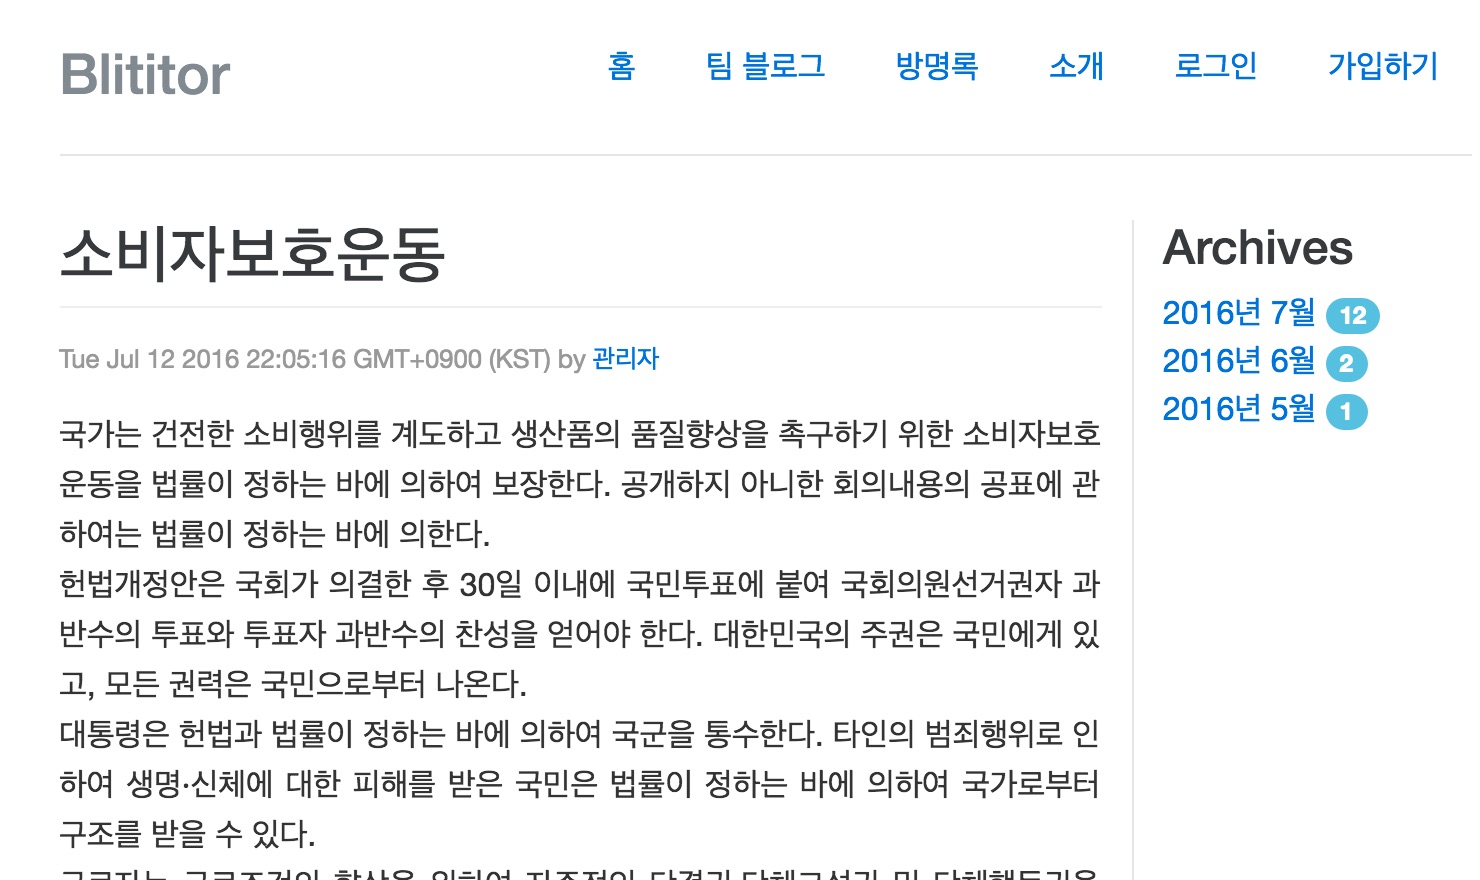 Blititor
홈 팀 블로그 방명록 소개 로그인 가입하기
소비자보호운동
Tue Jul 12 2016 22:05:16 GMT+0900 (KST) by 관리자
국가는 건전한 소비행위를 계도하고 생산품의 품질향상을 촉구하기 위한 소비자보호
운동을 법률이 정하는 바에 의하여 보장한다. 공개하지 아니한 회의내용의 공표에 관
하여는 법률이 정하는 바에 의한다.
헌법개정안은 국회가 의결한 후 30일 이내에 국민투표에 붙여 국회의원선거권자 과
반수의 투표와 투표자 과반수의 찬성을 얻어야 한다. 대한민국의 주권은 국민에게 있
고, 모든 권력은 국민으로부터 나온다.
대통령은 헌법과 법률이 정하는 바에 의하여 국군을 통수한다. 타인의 범죄행위로 인
하여 생명·신체에 대한 피해를 받은 국민은 법률이 정하는 바에 의하여 국가로부터
구조를 받을 수 있다.
Archives
2016년 7월 12
2016년 6월 2
2016년 5월 1